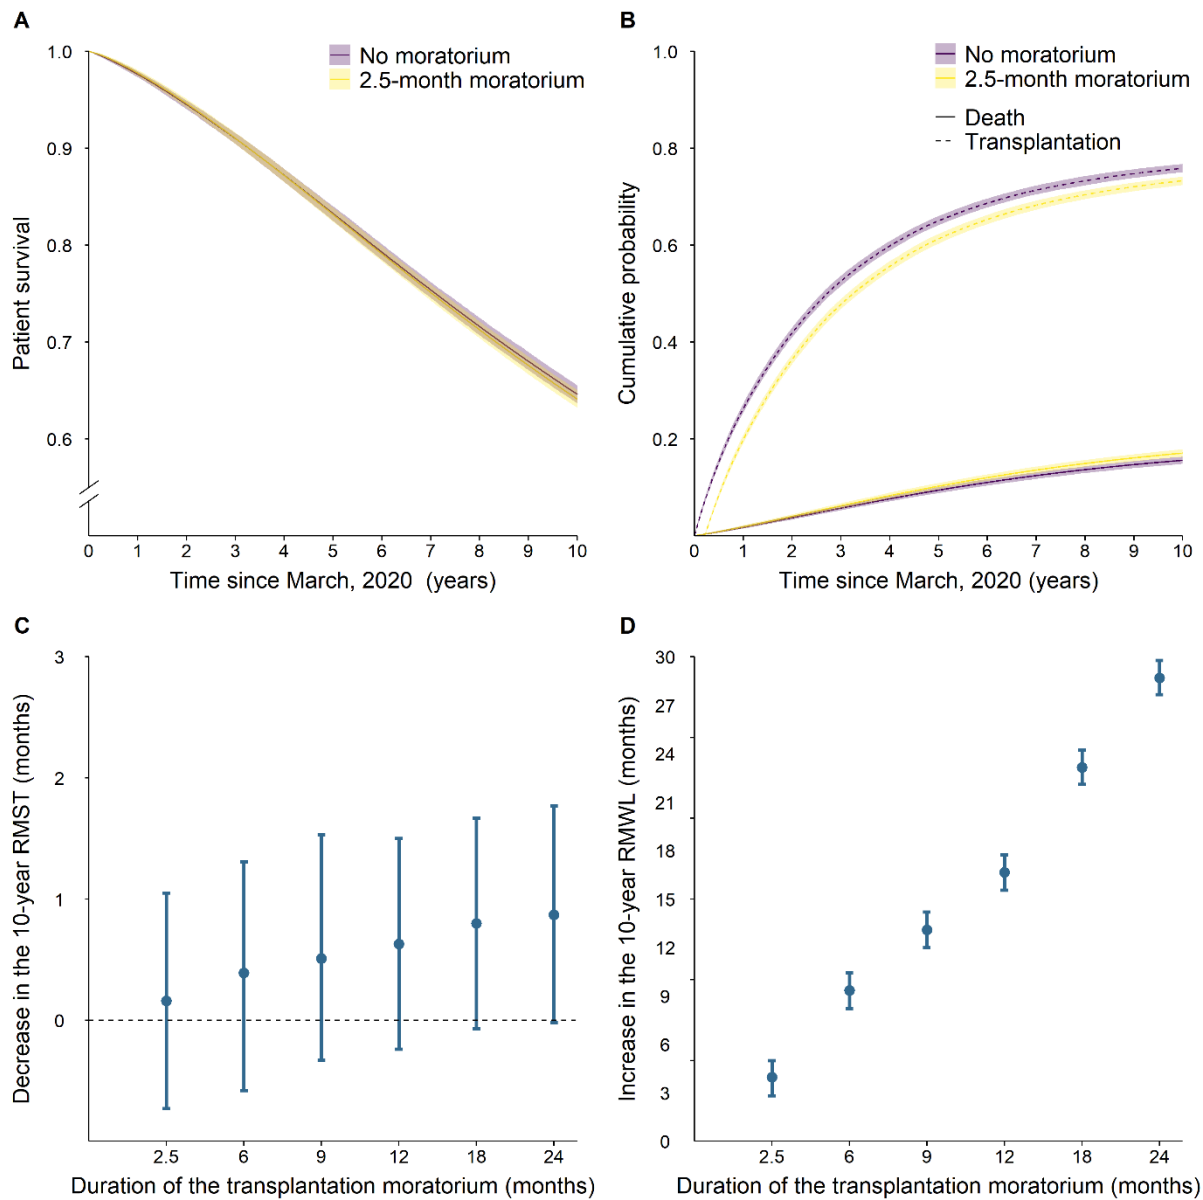 A
1.0
0.9
0.8
0.7
0.6
Patient survival
No moratorium
2.5-month moratorium
0 1 2 3 4 5 6 7 8 9 10
Time since March, 2020 (years)
B
1.0
0.8
0.6
0.4
0.2
Cumulative probability
No moratorium
2.5-month moratorium
Death
Transplantation
0 1 2 3 4 5 6 7 8 9 10
Time since March, 2020 (years)
C
3
2
1
0
Decrease in the 10-year RMST (months)
2.5 6 9 12 18 24
Duration of the transplantation moratorium (months)
D
30
27
24
21
18
15
12
9
6
3
0
Increase in the 10-year RMWL (months)
2.5 6 9 12 18 24
Duration of the transplantation moratorium (months)